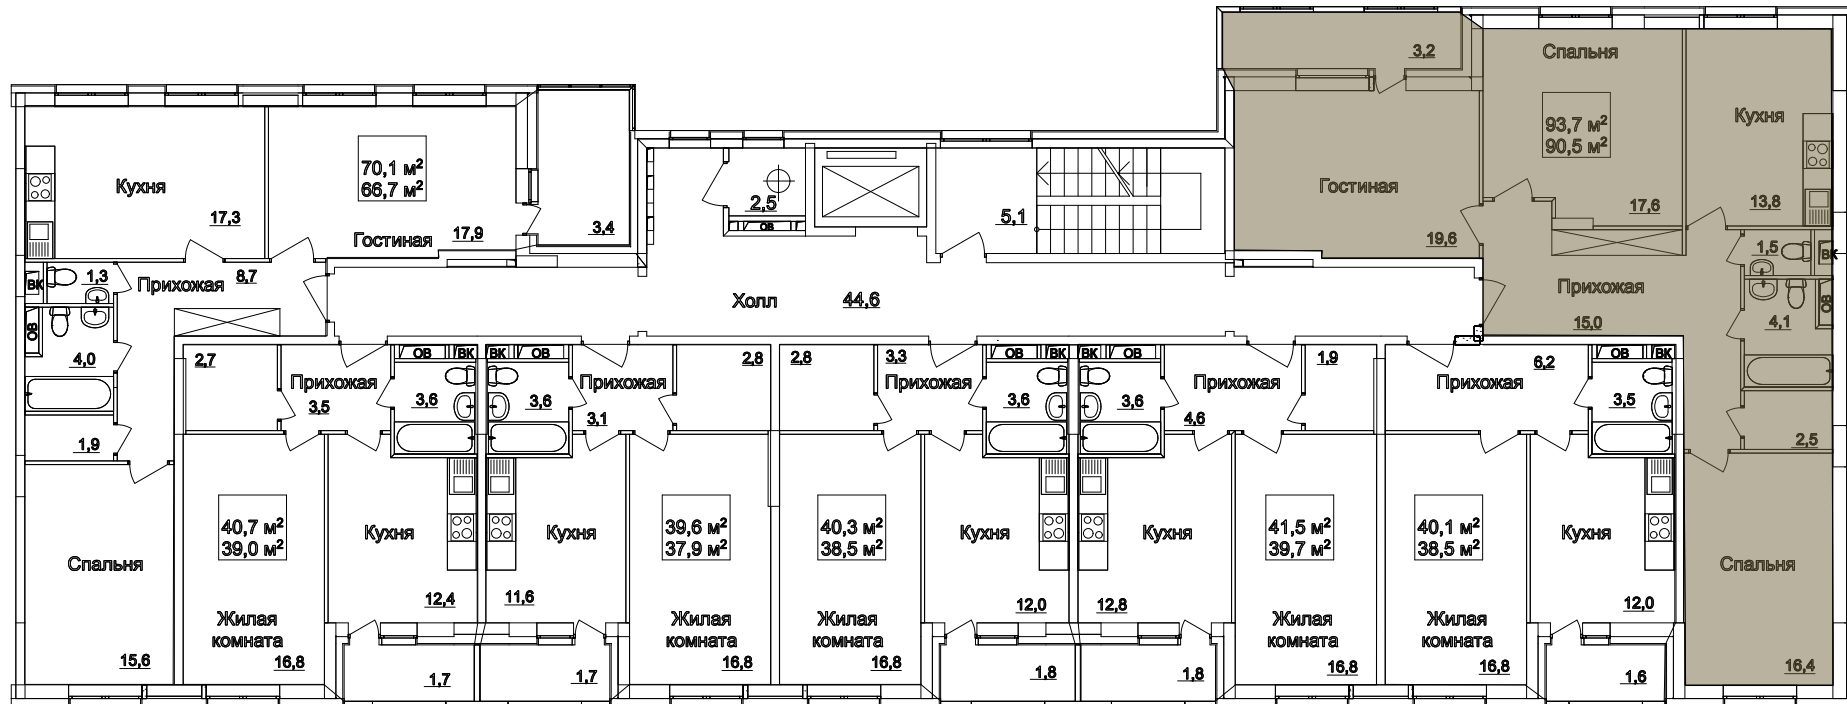 3,2
Спальня
93,7 м²
90,5 м²
Кухня
70,1 м²
66,7 м²
Кухня
17,3
Гостиная
17,9
3,4
2,5
ОВ
5,1
Гостиная
19,6
17,6
13,8
1,5
ВК
ВК
1,3
Прихожая
8,7
ОВ
4,0
Холл
44,6
Прихожая
15,0
4,1
ОВ
2,7
Прихожая
3,5
ОВ
ВК
3,6
ВК
ОВ
3,6
Прихожая
3,1
2,8
2,8
3,3
Прихожая
ОВ
ВК
3,6
ВК
ОВ
3,6
Прихожая
4,6
1,9
Прихожая
6,2
ОВ
ВК
3,5
2,5
1,9
Спальня
15,6
40,7 м²
39,0 м²
Жилая
комната
16,8
Кухня
12,4
1,7
Кухня
11,6
1,7
39,6 м²
37,9 м²
Жилая
комната
16,8
40,3 м²
38,5 м²
Жилая
комната
16,8
Кухня
12,0
1,8
Кухня
12,8
1,8
41,5 м²
39,7 м²
Жилая
комната
16,8
40,1 м²
38,5 м²
Жилая
комната
16,8
Кухня
12,0
1,6
Спальня
16,4